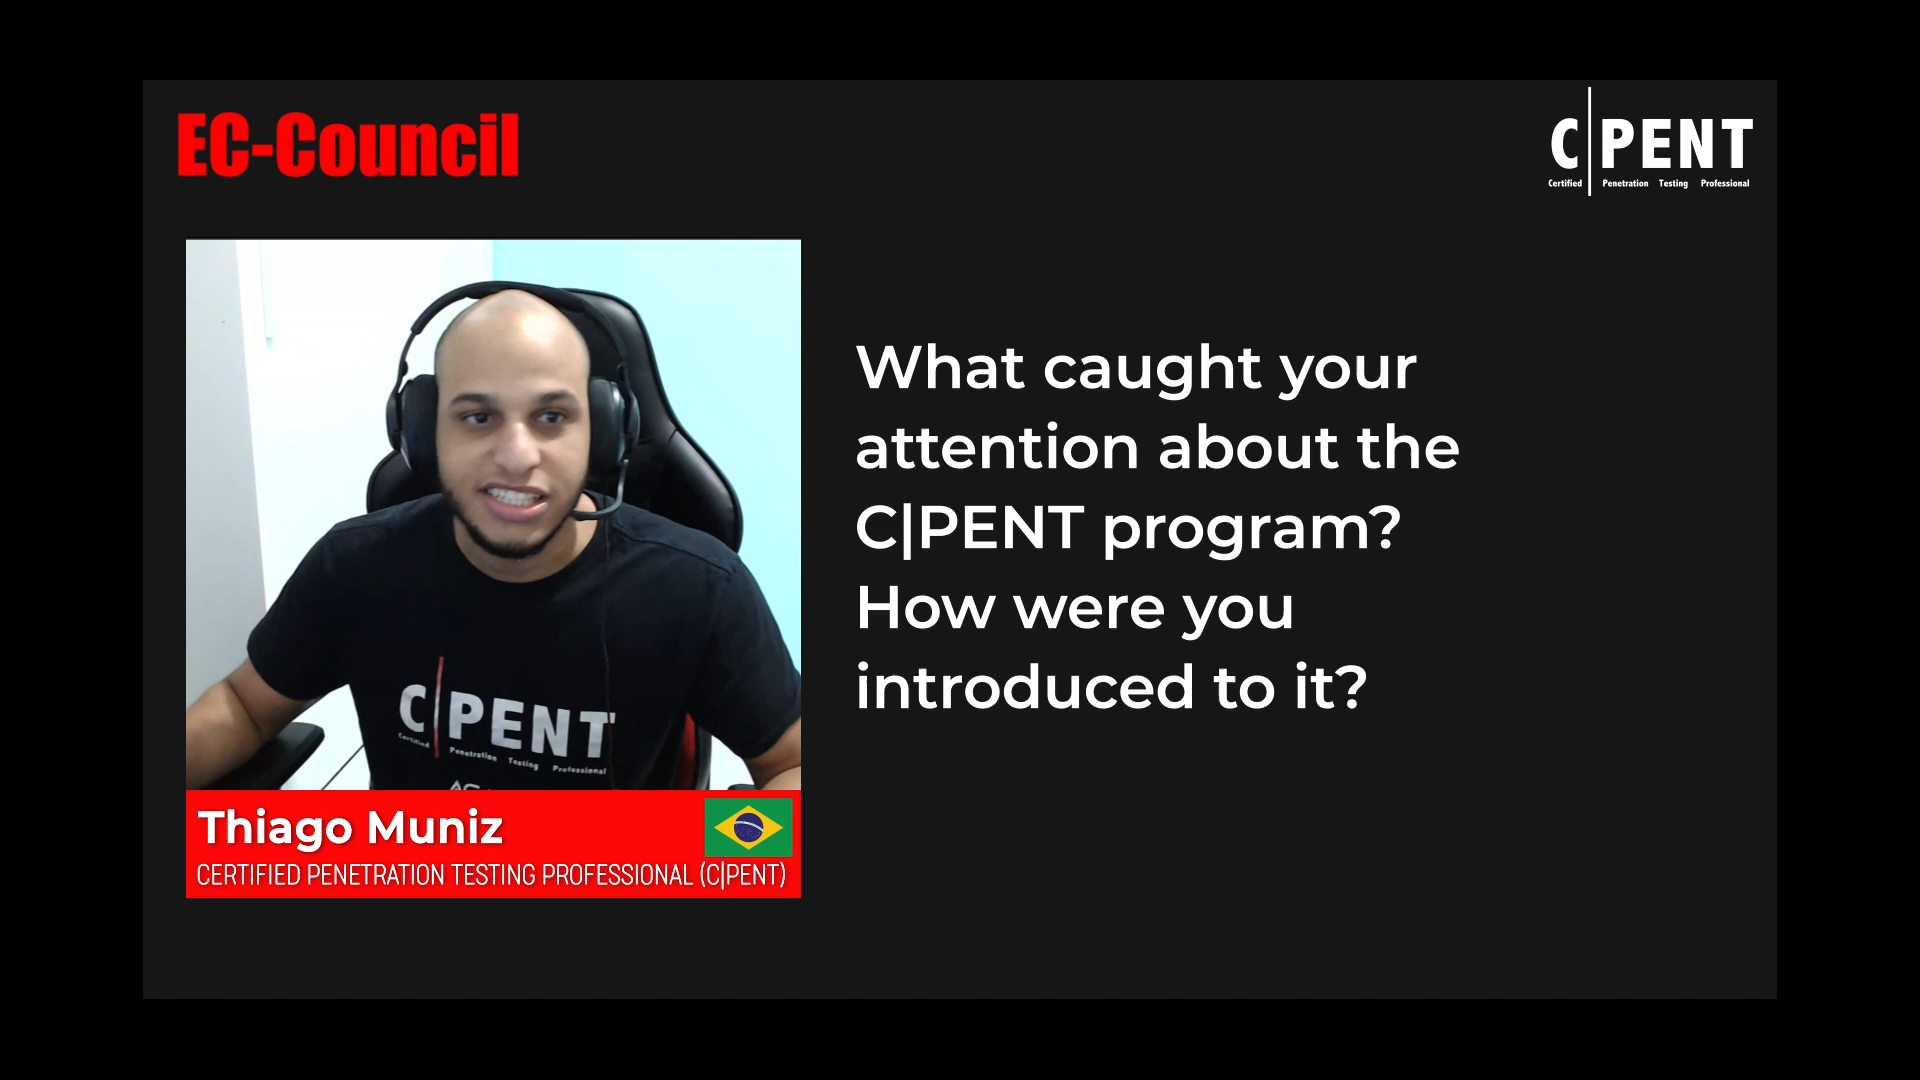 EC-Council
C|PENT
Certified Penetration Testing Professional
What caught your
attention about the
C|PENT program?
How were you
introduced to it?
C|PENT
Certified Penetration Testing Professional
Thiago Muniz
CERTIFIED PENETRATION TESTING PROFESSIONAL (C|PENT)